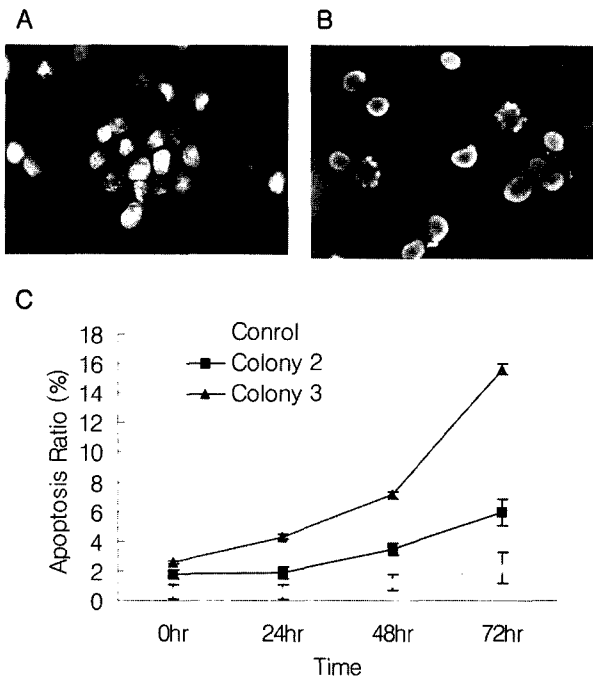 A
B
C
Conrol
Colony 2
Colony 3
18
16
14
12
10
8
6
4
2
0
Apoptosis Ratio (%)
0hr
24hr
48hr
72hr
Time